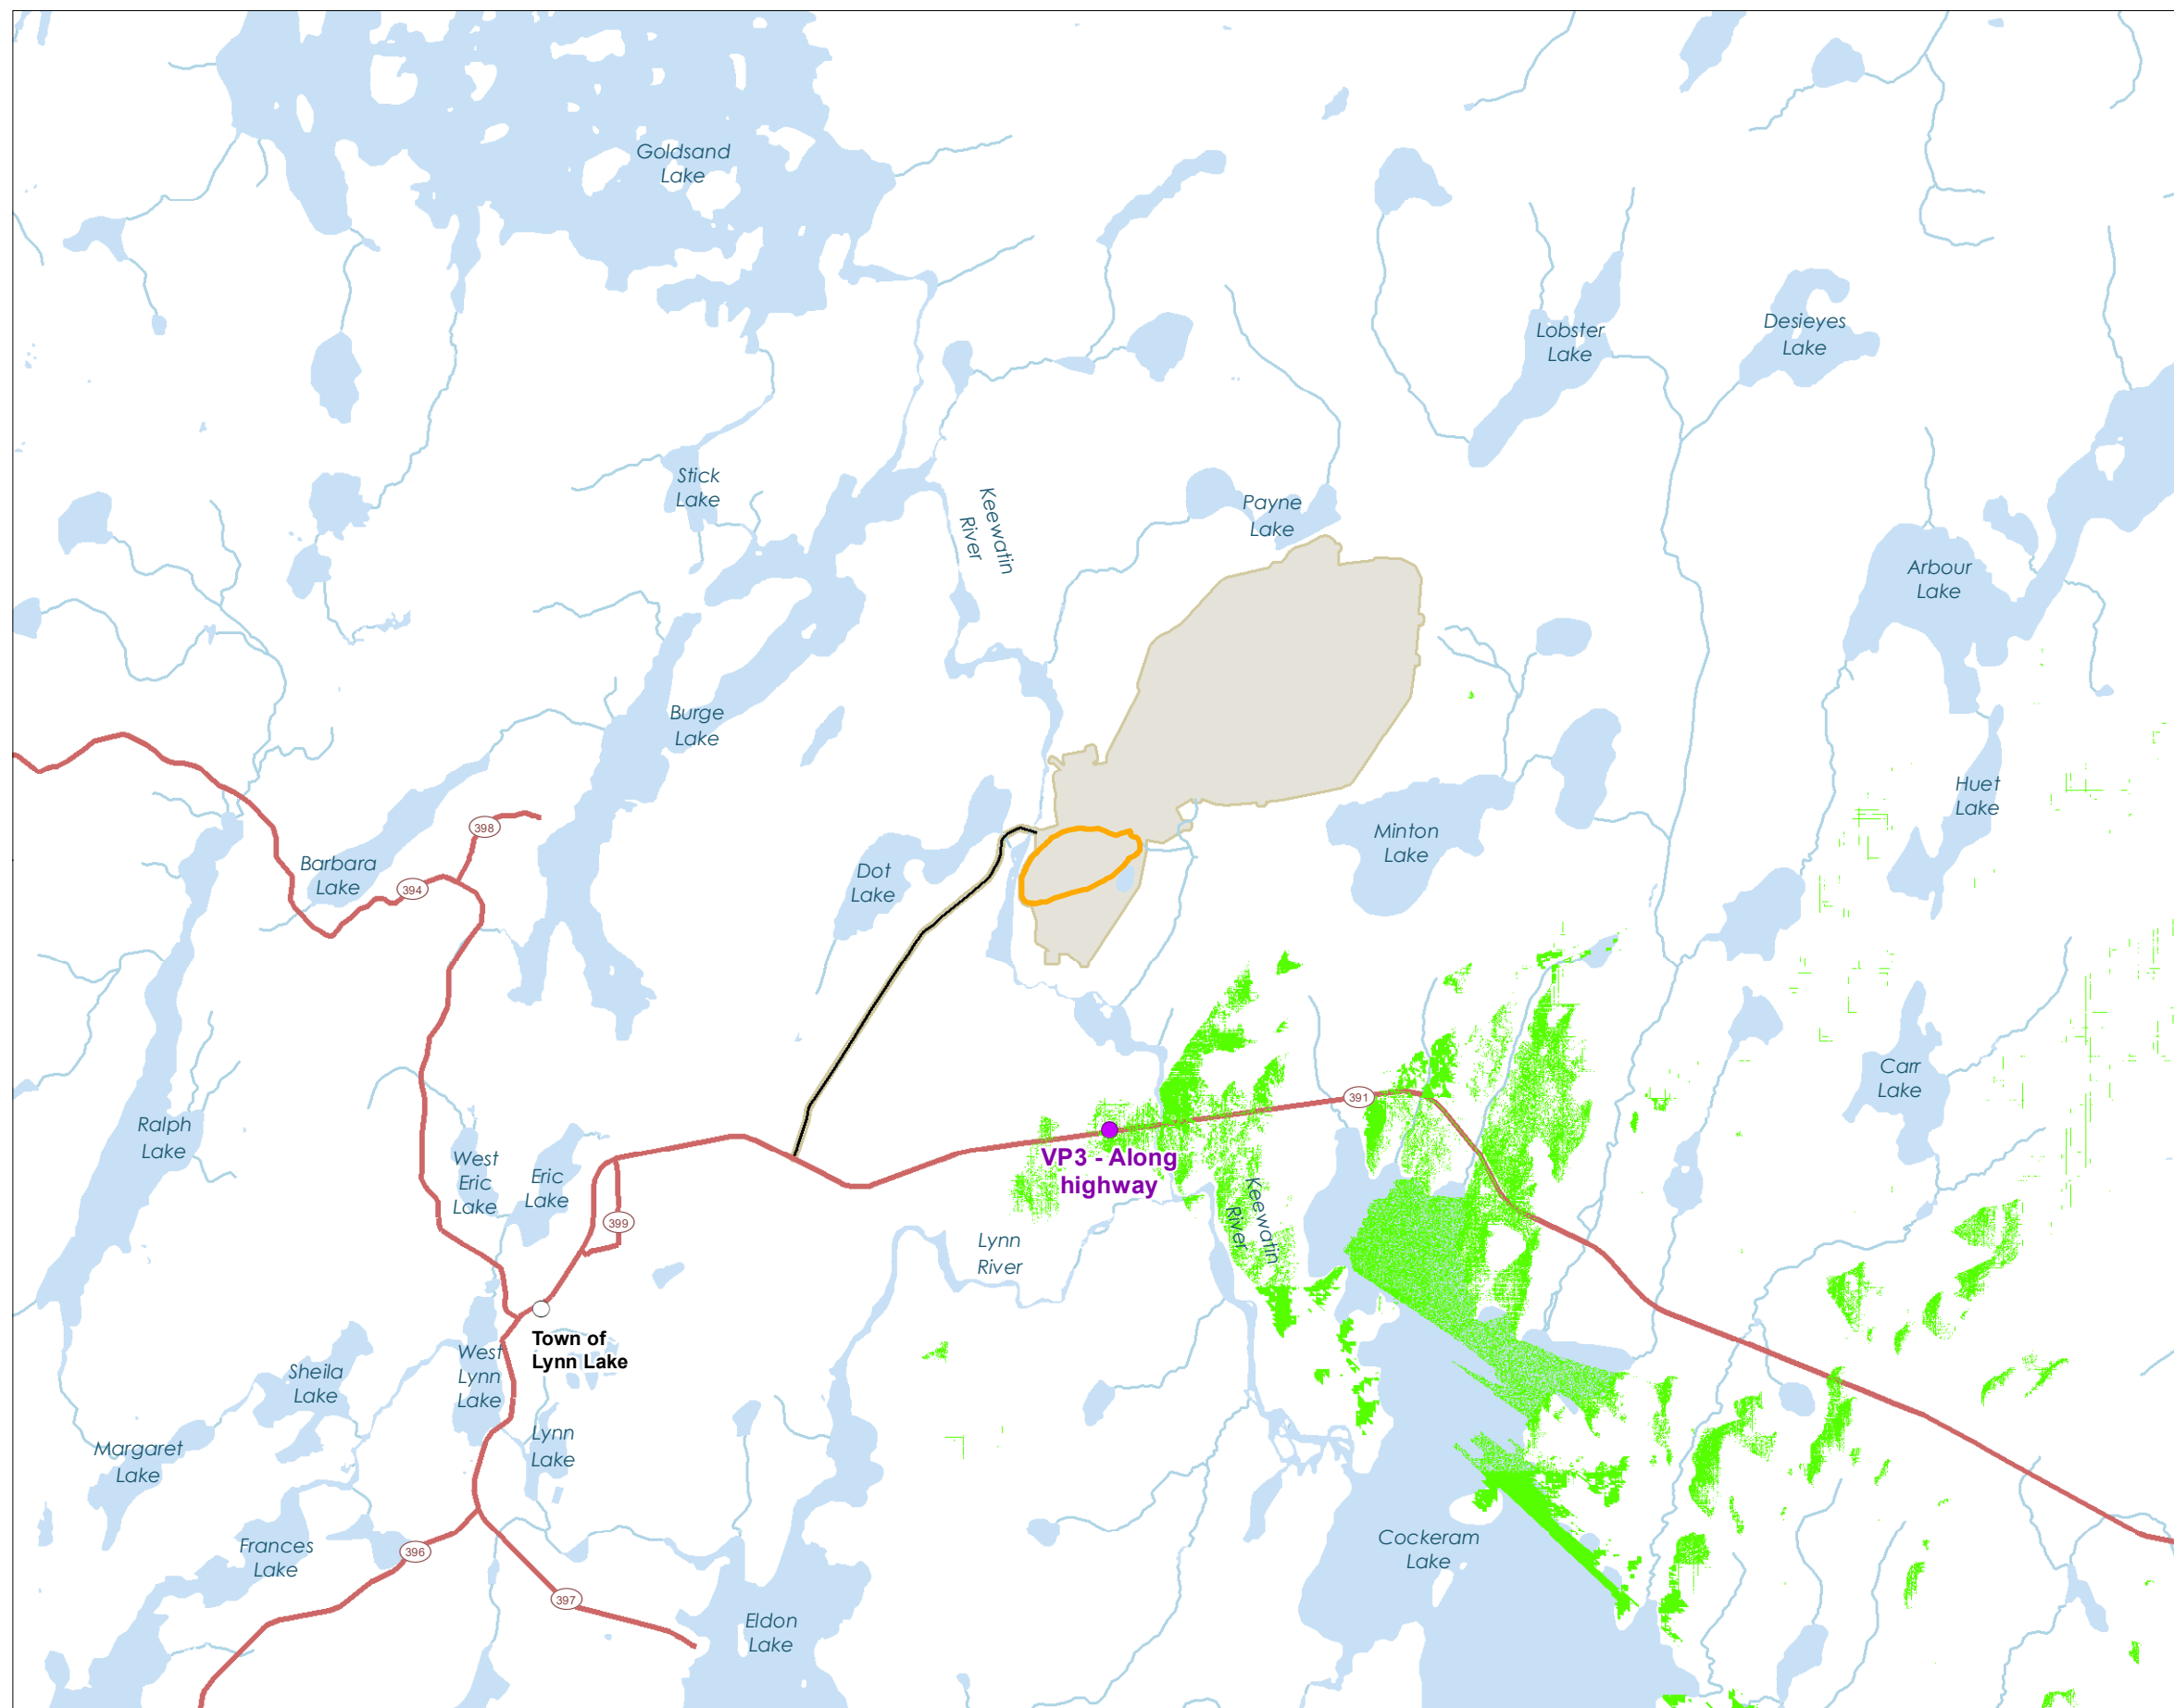 Goldsand
Lake
Lobster
Lake
Desieyes
Lake
Stick
Lake
Keewatin
River
Payne
Lake
Arbour
Lake
Burge
Lake
Huet
Lake
398
Barbara
Lake
394
Dot
Lake
Minton
Lake
Carr
Lake
391
Ralph
Lake
West
Eric
Lake
Eric
Lake
VP3 - Along
highway
399
Lynn
River
Keewatin
River
Town of
Lynn Lake
West
Lynn
Lake
Sheila
Lake
Lynn
Lake
Margaret
Lake
Frances
Lake
396
397
Cockeram
Lake
Eldon
Lake